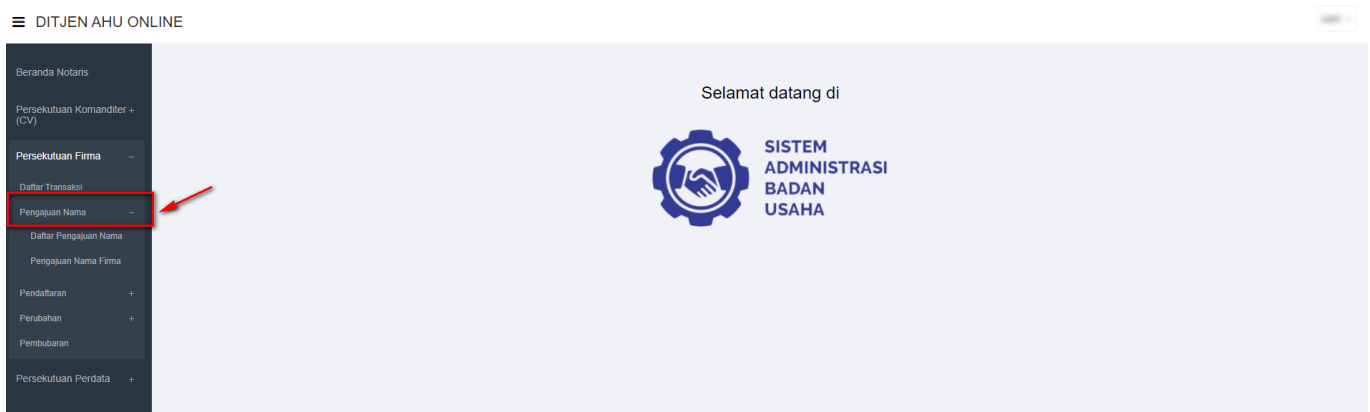 DITJEN AHU ONLINE
Beranda Notaris
Persekutuan Komanditer +
(CV)
Persekutuan Firma –
Daftar Transaksi
Pengajuan Nama –
Daftar Pengajuan Nama
Pengajuan Nama Firma
Pendaftaran +
Perubahan +
Pembubaran
Persekutuan Perdata +
Selamat datang di
SISTEM
ADMINISTRASI
BADAN
USAHA